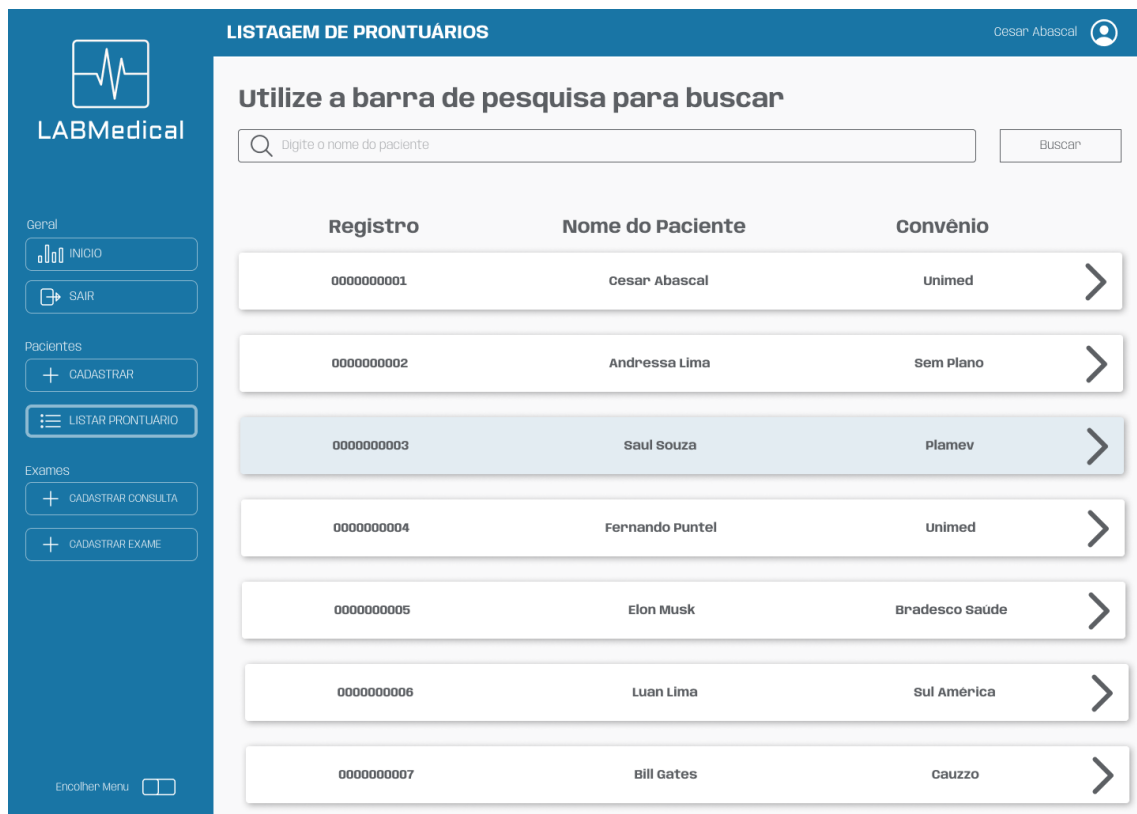 LABMedical
Geral
INICIO
SAIR
Pacientes
CADASTRAR
LISTAR PRONTUÁRIO
Exames
CADASTRAR CONSULTA
CADASTRAR EXAME
Encolher Menu
LISTAGEM DE PRONTUÁRIOS Cesar Abascal
Utilize a barra de pesquisa para buscar
Digite o nome do paciente Buscar
Registro Nome do Paciente Convênio
0000000001 Cesar Abascal Unimed
0000000002 Andressa Lima Sem Plano
0000000003 Saul Souza Plamev
0000000004 Fernando Puntel Unimed
0000000005 Elon Musk Bradesco Saúde
0000000006 Luan Lima Sul América
0000000007 Bill Gates Cauzzo